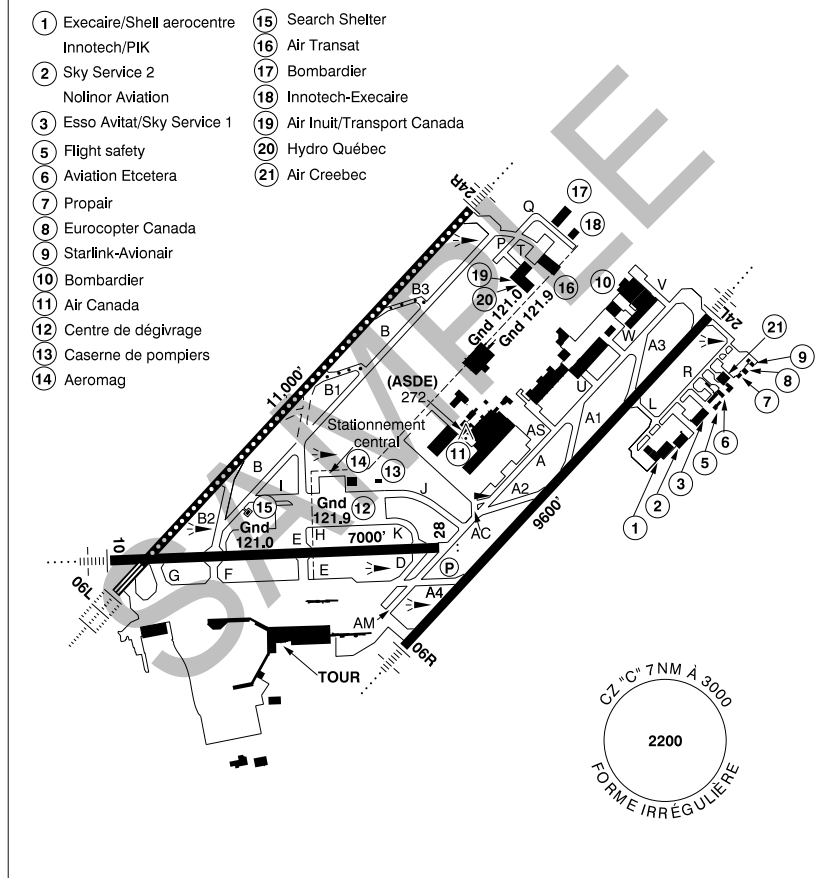 1 Execaire/Shell aerocentre
Innotech/PIK
2 Sky Service 2
Nolinor Aviation
3 Esso Avitat/Sky Service 1
5 Flight safety
6 Aviation Etcetera
7 Propair
8 Eurocopter Canada
9 Starlink-Avionair
10 Bombardier
11 Air Canada
12 Centre de dégivrage
13 Caserne de pompiers
14 Aeromag
15 Search Shelter
16 Air Transat
17 Bombardier
18 Innotech-Execaire
19 Air Inuit/Transport Canada
20 Hydro Québec
21 Air Creebec
SAMPLE
24R
Q
17
18
P
T
19
20
16
10
V
Gnd 121.0
Gnd 121.9
B3
B
W
A3
24L
21
9
8
7
6
5
3
2
1
R
L
(ASDE)
272
B1
11,000'
U
A1
Stationnement
central
AS
11
14
13
A
B
I
J
A2
9600'
15
Gnd
121.0
Gnd
121.9
12
B2
AC
10
E
H
7000'
K
28
G
F
E
D
P
06L
A4
AM
06R
TOUR
CZ "C" 7NM À 3000
2200
FORME IRRÉGULIÈRE